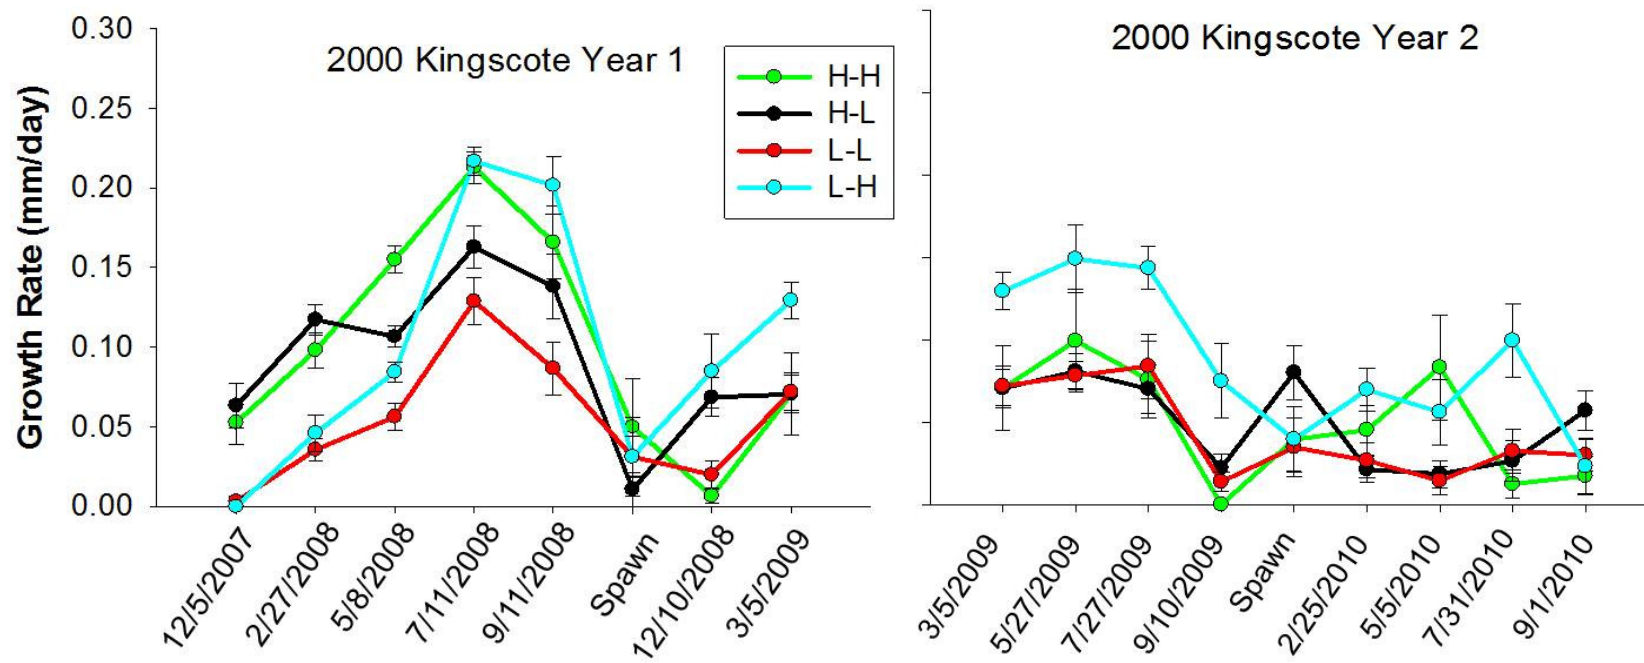 2000 Kingscote Year 1
Growth Rate (mm/day)
0.30
0.25
0.20
0.15
0.10
0.05
0.00
12/5/2007
2/27/2008
5/8/2008
7/11/2008
9/11/2008
Spawn
12/10/2008
3/5/2009
H-H
H-L
L-L
L-H
2000 Kingscote Year 2
3/5/2009
5/27/2009
7/27/2009
9/10/2009
Spawn
2/25/2010
5/5/2010
7/31/2010
9/1/2010